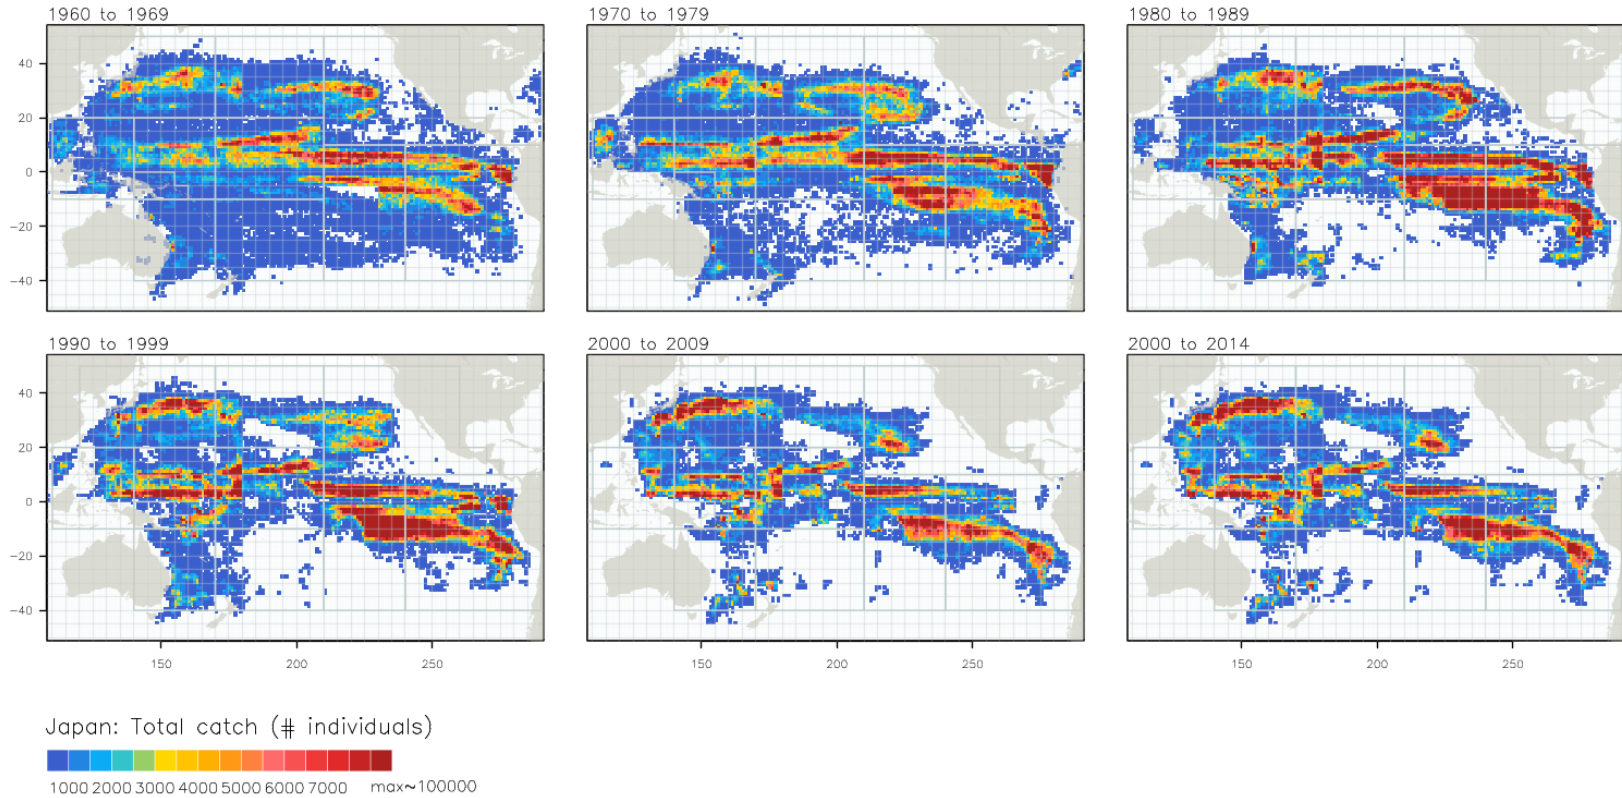 1960 to 1969
1970 to 1979
1980 to 1989
40
20
0
−20
−40
1990 to 1999
2000 to 2009
2000 to 2014
40
20
0
−20
−40
150 200 250
150 200 250
150 200 250
Japan: Total catch (# individuals)
1000 2000 3000 4000 5000 6000 7000 max~100000